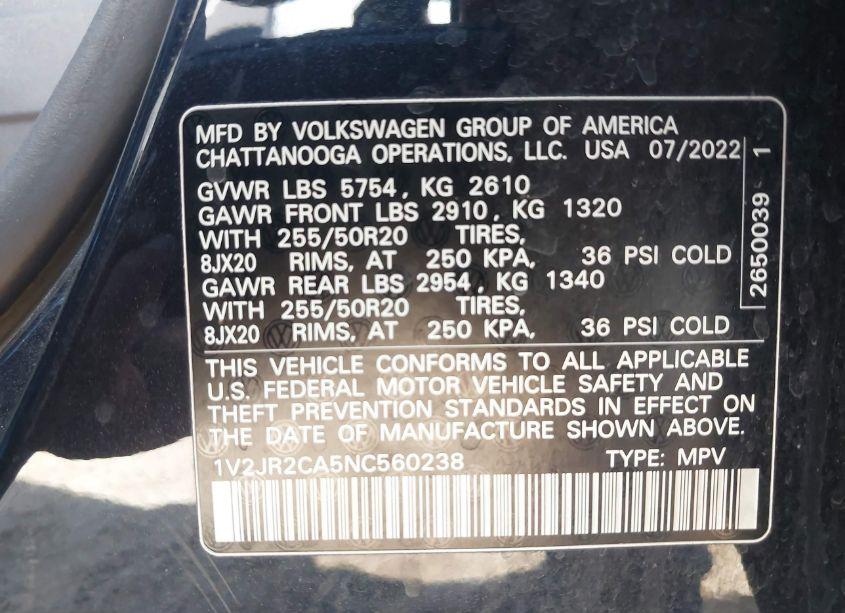 MFD BY VOLKSWAGEN GROUP OF AMERICA
CHATTANOOGA OPERATIONS, LLC. USA 07/2022
GVWR LBS 5754, KG 2610
GAWR FRONT LBS 2910, KG 1320
WITH 255/50R20 TIRES,
8JX20 RIMS, AT 250 KPA, 36 PSI COLD
GAWR REAR LBS 2954, KG 1340
WITH 255/50R20 TIRES,
8JX20 RIMS, AT 250 KPA, 36 PSI COLD
2650039 1
THIS VEHICLE CONFORMS TO ALL APPLICABLE
U.S. FEDERAL MOTOR VEHICLE SAFETY AND
THEFT PREVENTION STANDARDS IN EFFECT ON
THE DATE OF MANUFACTURE SHOWN ABOVE.
1V2JR2CA5NC560238 TYPE: MPV